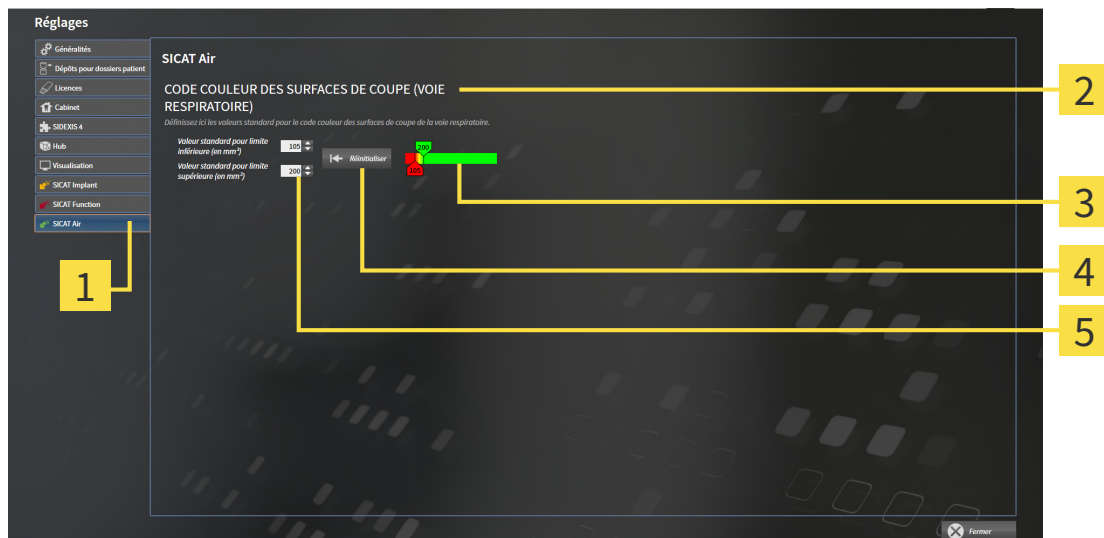 Réglages
Généralités
Dépôts pour dossiers patient
Licences
Cabinet
SIDEXIS 4
Hub
Visualisation
SICAT Implant
SICAT Function
SICAT Air
SICAT Air
CODE COULEUR DES SURFACES DE COUPE (VOIE
RESPIRATOIRE)
Définissez ici les valeurs standard pour le code couleur des surfaces de coupe de la voie respiratoire.
Valeur standard pour limite
inférieure (en mm²)
105
Valeur standard pour limite
supérieure (en mm²)
200
Réinitialiser
200
105
Fermer
1
2
3
4
5